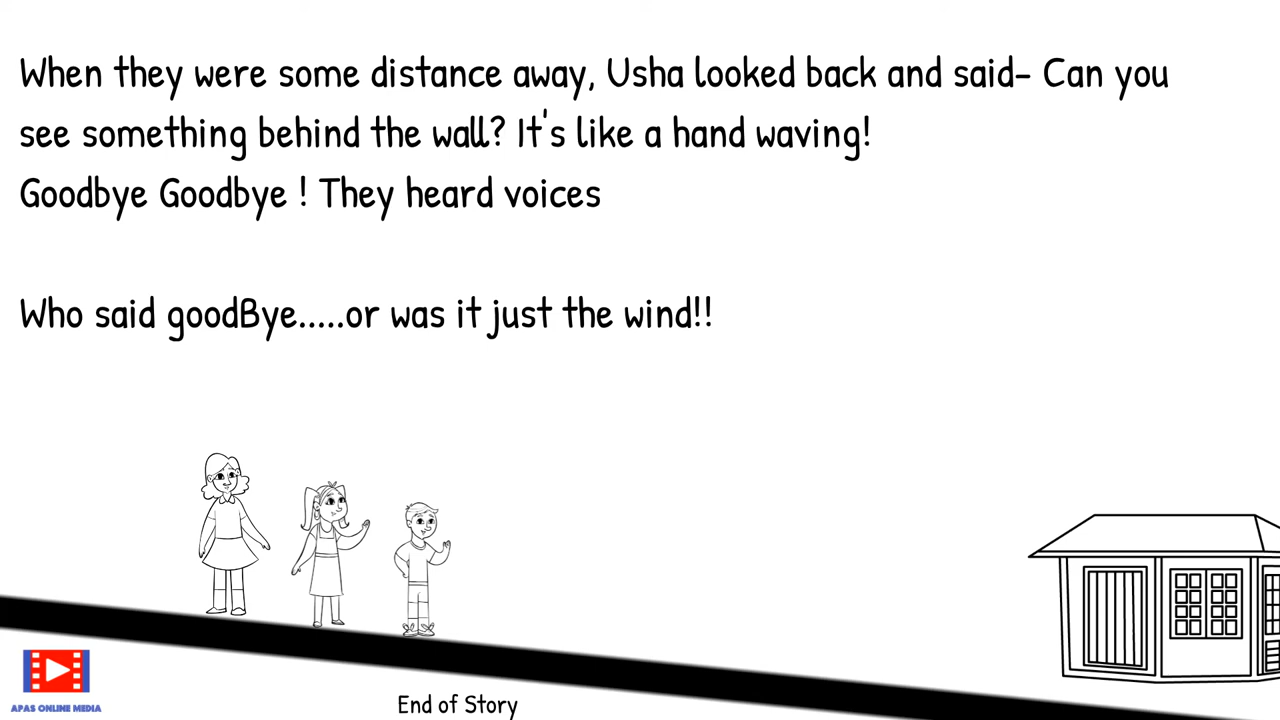 When they were some distance away, Usha looked back and said- Can you
see something behind the wall? It's like a hand waving!
Goodbye Goodbye ! They heard voices
Who said goodBye.....or was it just the wind!!
APAS ONLINE MEDIA
End of Story